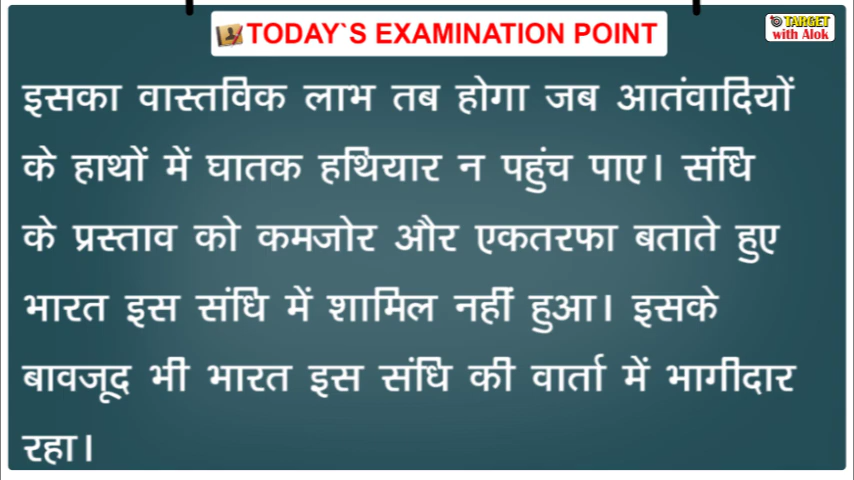 TODAY`S EXAMINATION POINT
TARGET
with Alok
इसका वास्तविक लाभ तब होगा जब आतंवादियों
के हाथों में घातक हथियार न पहुंच पाए। संधि
के प्रस्ताव को कमजोर और एकतरफा बताते हुए
भारत इस संधि में शामिल नहीं हुआ। इसके
बावजूद भी भारत इस संधि की वार्ता में भागीदार
रहा।